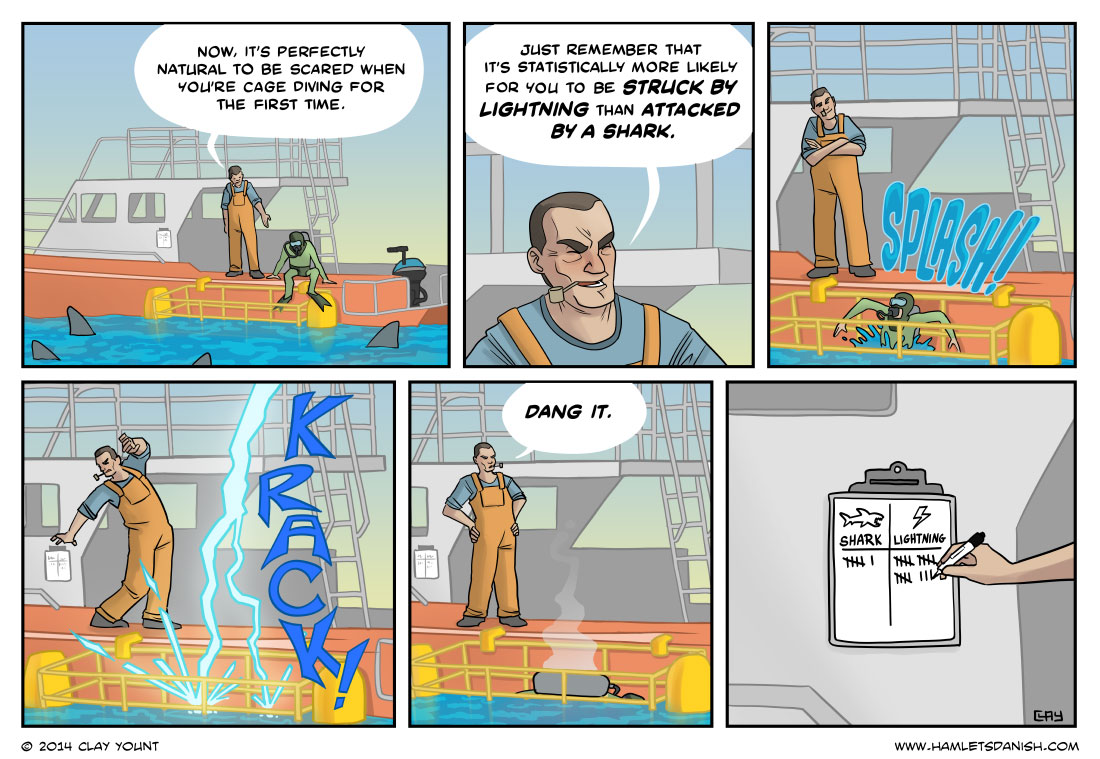 NOW, IT'S PERFECTLY
NATURAL TO BE SCARED WHEN
YOU'RE CAGE DIVING FOR
THE FIRST TIME.
JUST REMEMBER THAT
IT'S STATISTICALLY MORE LIKELY
FOR YOU TO BE STRUCK BY
LIGHTNING THAN ATTACKED
BY A SHARK.
SPLASH!
KRACK!
DANG IT.
SHARK
LIGHTNING
CLAY
© 2014 CLAY YOUNT
WWW.HAMLETSDANISH.COM